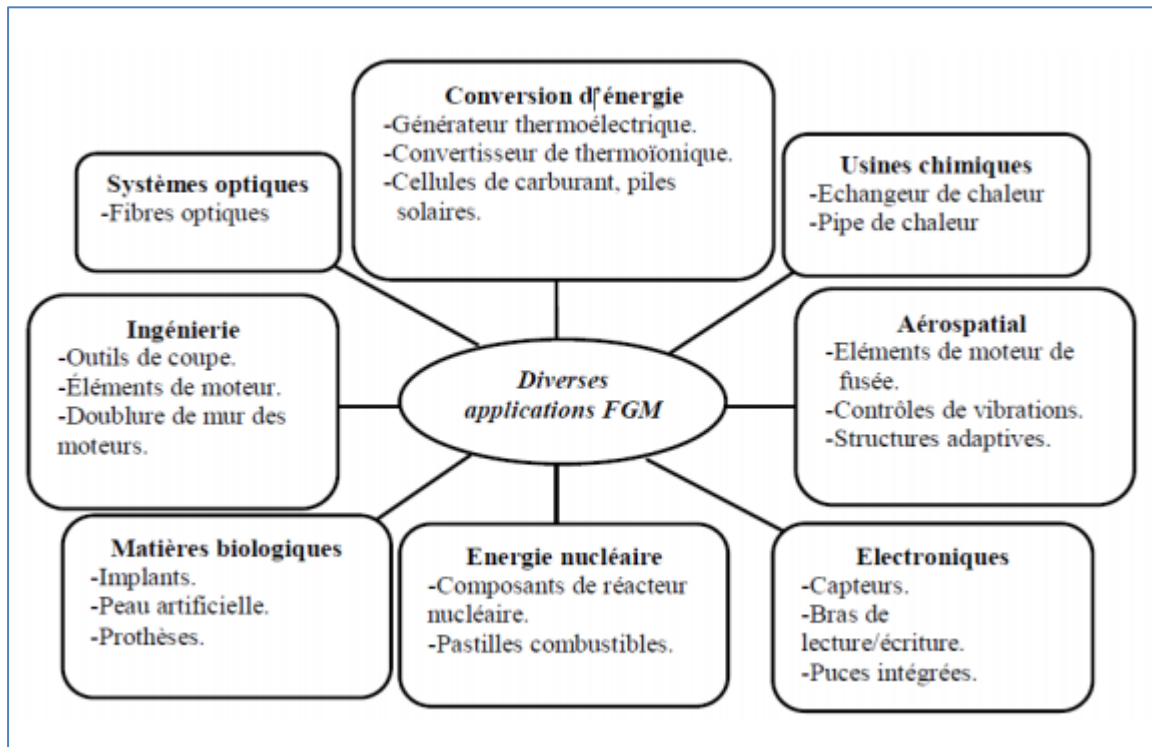 Conversion d'énergie
-Générateur thermoélectrique.
-Convertisseur de thermoïonique.
-Cellules de carburant, piles
solaires.
Systèmes optiques
-Fibres optiques
Usines chimiques
-Echangeur de chaleur
-Pipe de chaleur
Ingénierie
-Outils de coupe.
-Éléments de moteur.
-Doublure de mur des
moteurs.
Diverses
applications FGM
Aérospatial
-Eléments de moteur de
fusée.
-Contrôles de vibrations.
-Structures adaptives.
Matières biologiques
-Implants.
-Peau artificielle.
-Prothèses.
Energie nucléaire
-Composants de réacteur
nucléaire.
-Pastilles combustibles.
Electroniques
-Capteurs.
-Bras de
lecture/écriture.
-Puces intégrées.